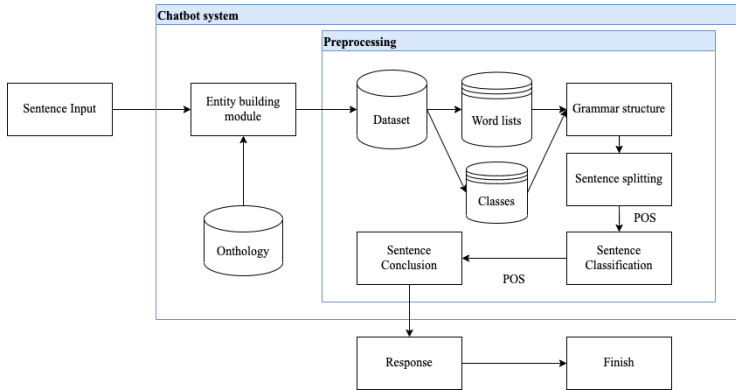 Chatbot system
Preprocessing
Sentence Input
Entity building
module
Dataset
Word lists
Grammar structure
Classes
Sentence splitting
POS
Onthology
Sentence
Conclusion
POS
Sentence
Classification
Response
Finish